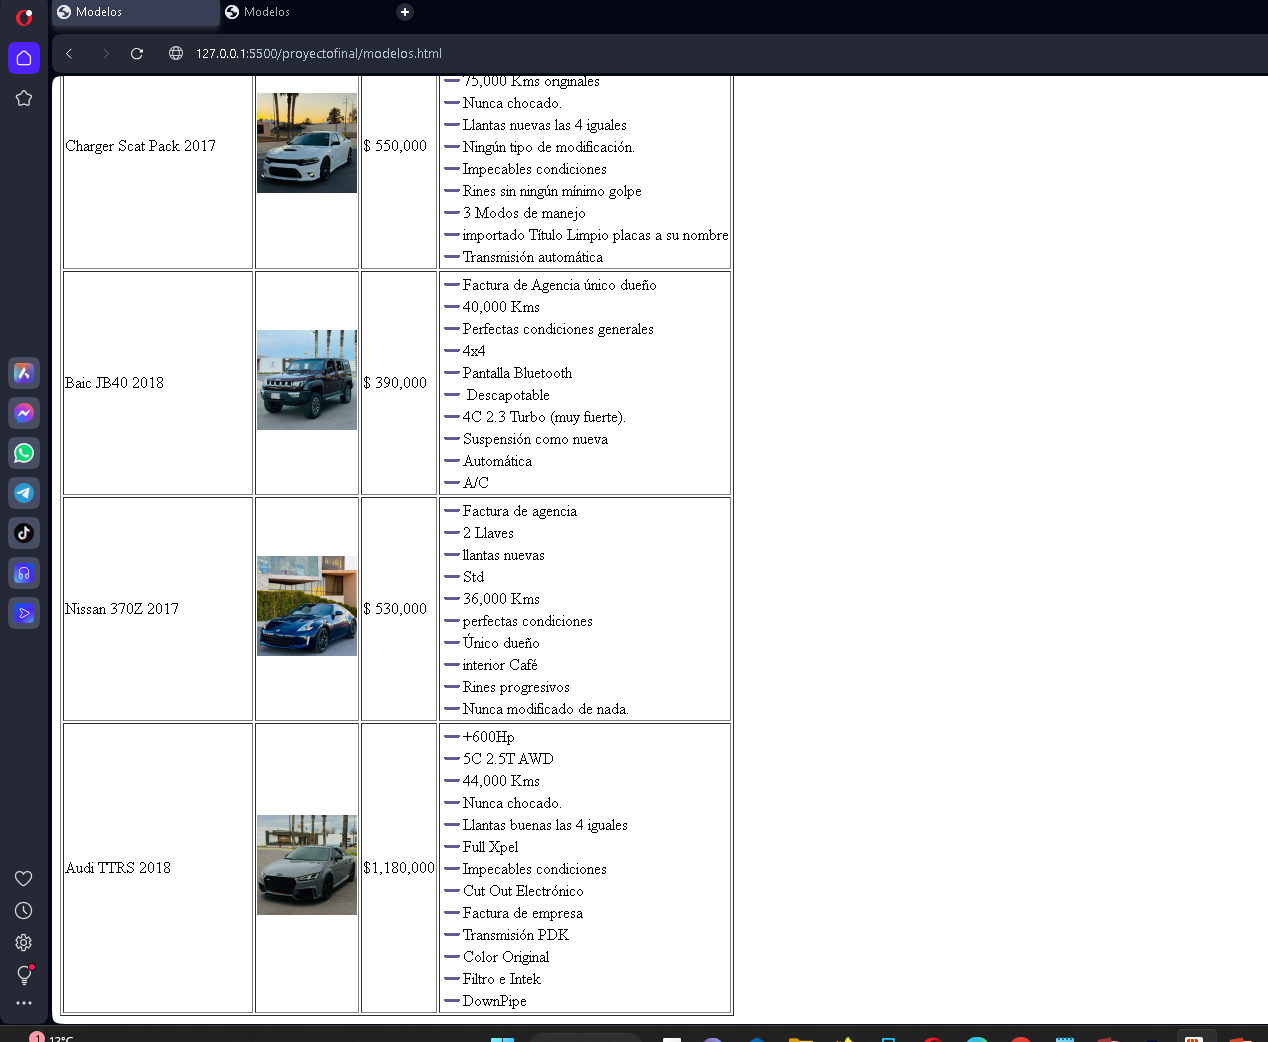 Modelos
Modelos
127.0.0.1:5500/proyectofinal/modelos.html
Charger Scat Pack 2017
$ 550,000
75,000 Kms originales
Nunca chocado.
Llantas nuevas las 4 iguales
Ningún tipo de modificación.
Impecables condiciones
Rines sin ningún mínimo golpe
3 Modos de manejo
importado Título Limpio placas a su nombre
Transmisión automática
Baic JB40 2018
$ 390,000
Factura de Agencia único dueño
40,000 Kms
Perfectas condiciones generales
4x4
Pantalla Bluetooth
Descapotable
4C 2.3 Turbo (muy fuerte).
Suspensión como nueva
Automática
A/C
Nissan 370Z 2017
$ 530,000
Factura de agencia
2 Llaves
llantas nuevas
Std
36,000 Kms
perfectas condiciones
Único dueño
interior Café
Rines progresivos
Nunca modificado de nada.
Audi TTRS 2018
$1,180,000
+600Hp
5C 2.5T AWD
44,000 Kms
Nunca chocado.
Llantas buenas las 4 iguales
Full Xpel
Impecables condiciones
Cut Out Electrónico
Factura de empresa
Transmisión PDK
Color Original
Filtro e Intek
DownPipe
1
12°C